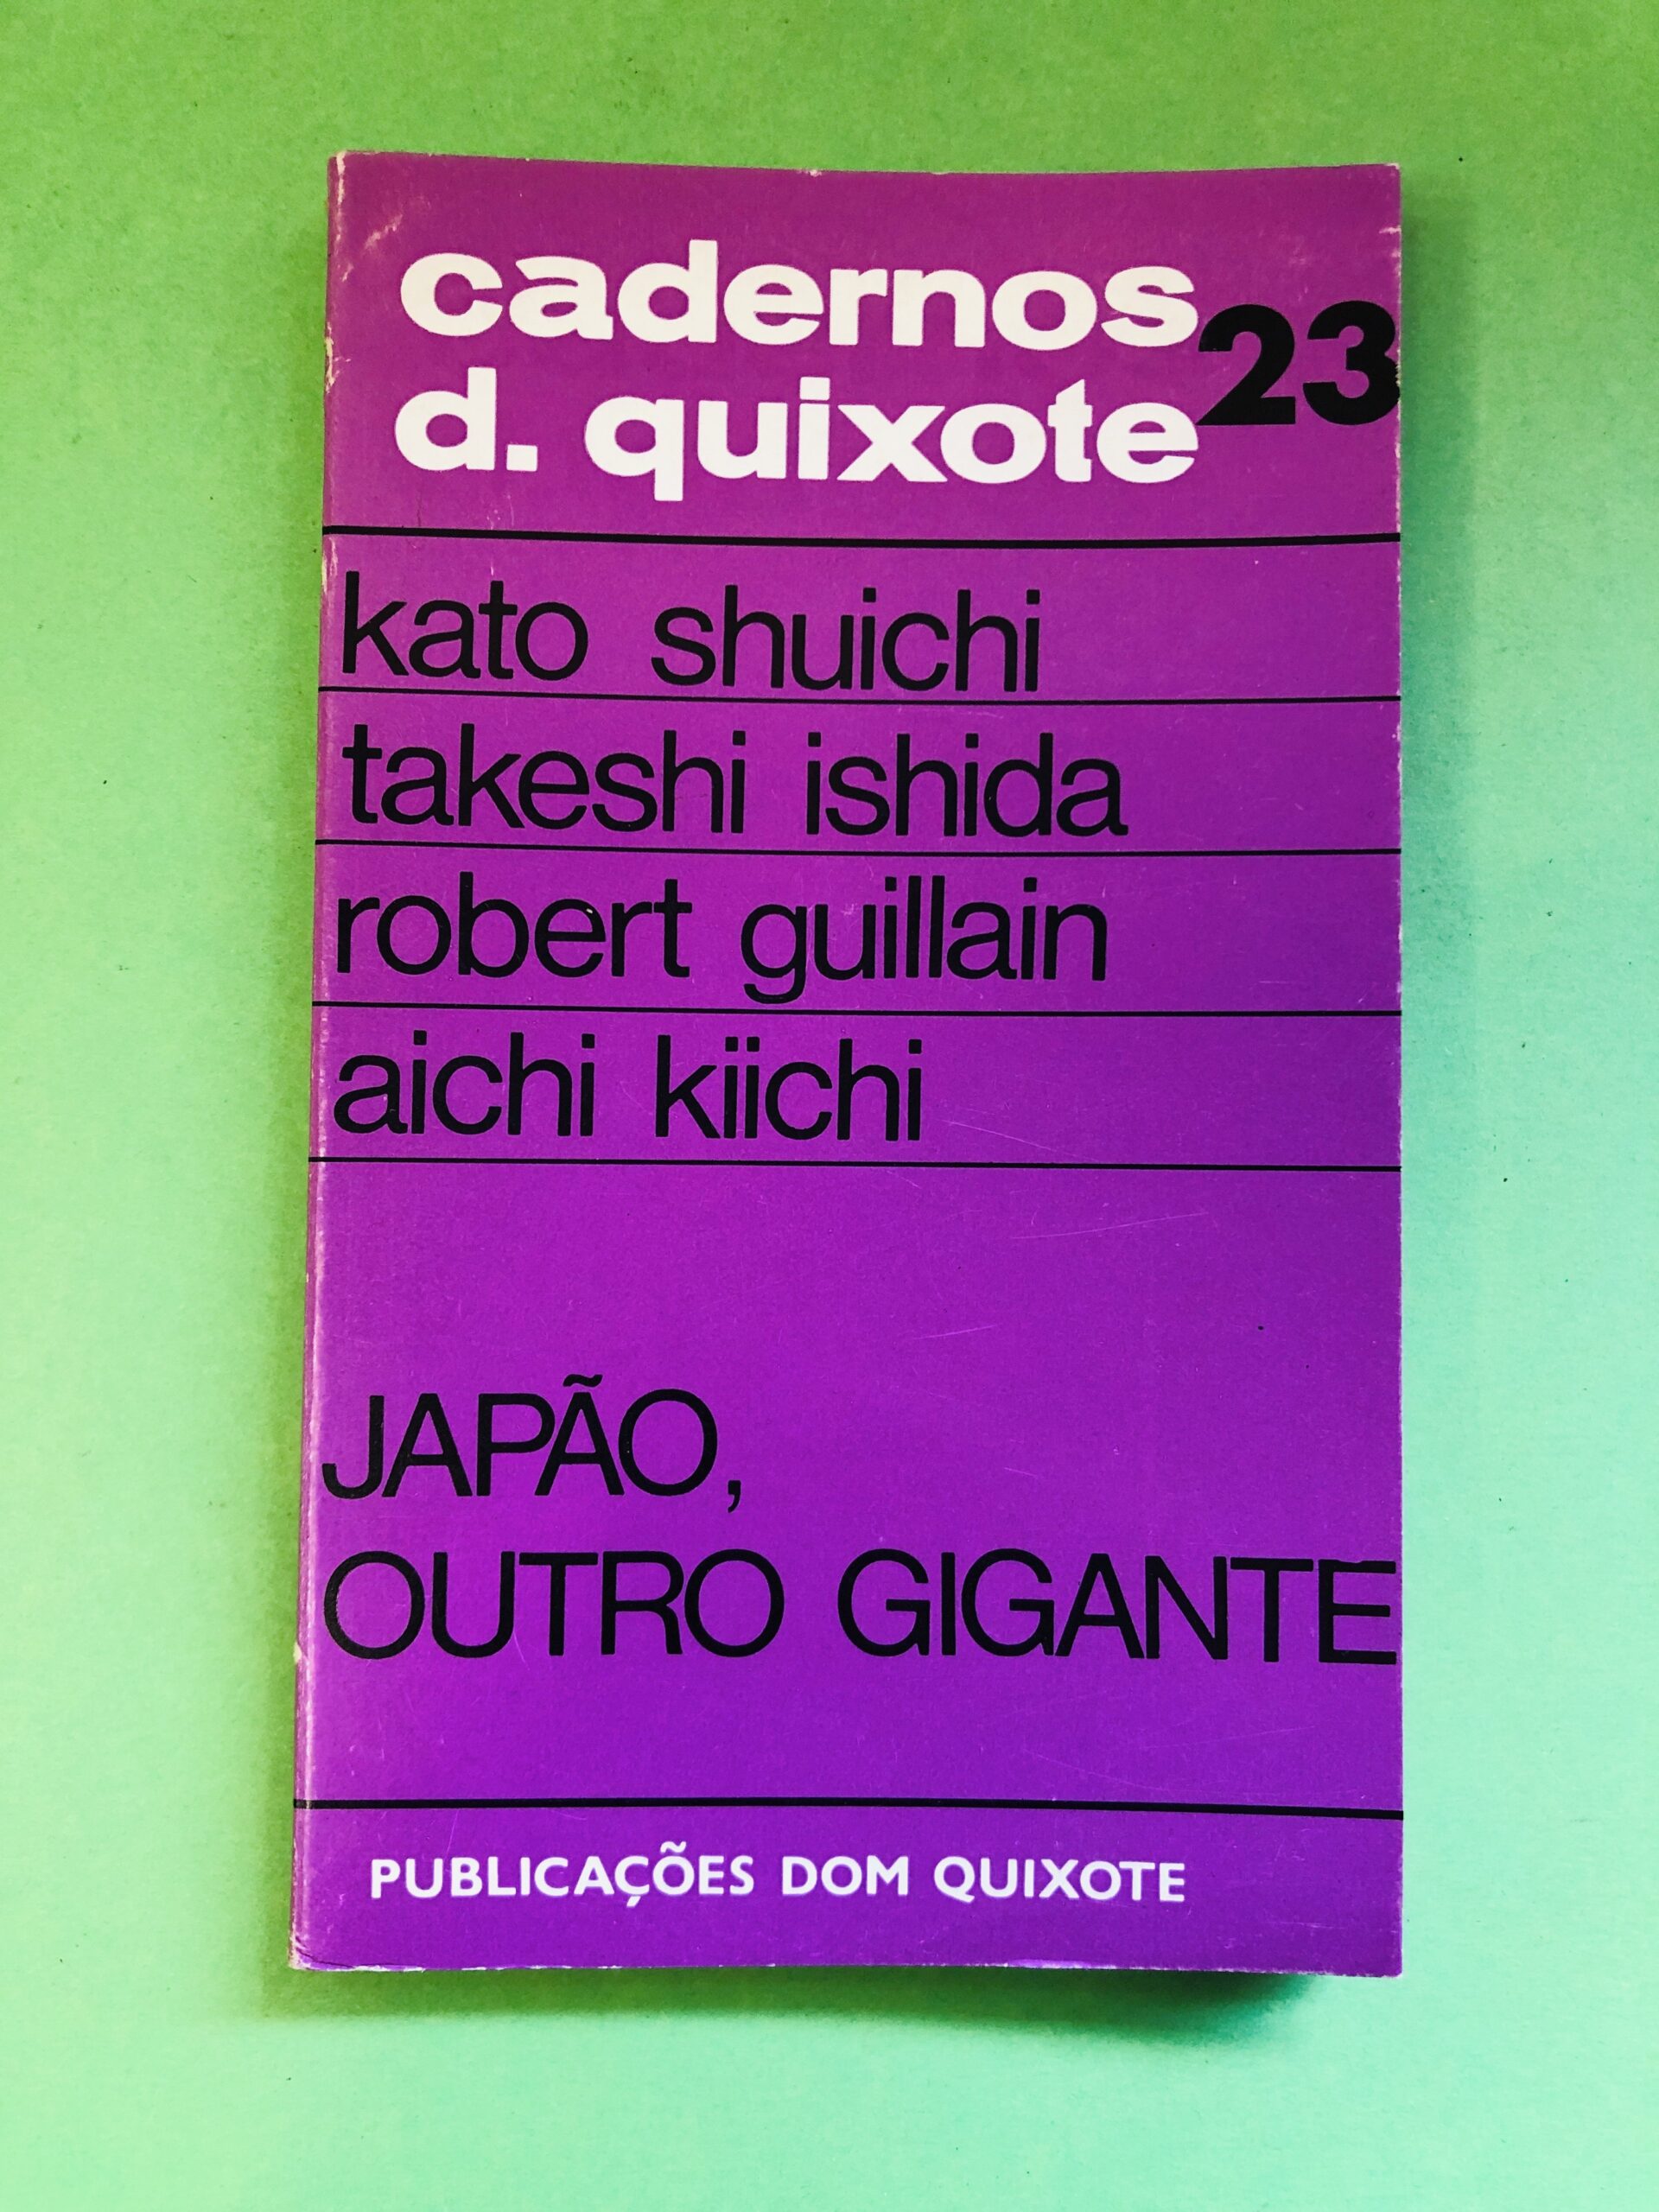 cadernos 23
d. quixote
kato shuichi
takeshi ishida
robert guillain
aichi kiichi
JAPÃO,
OUTRO GIGANTE
PUBLICAÇÕES DOM QUIXOTE